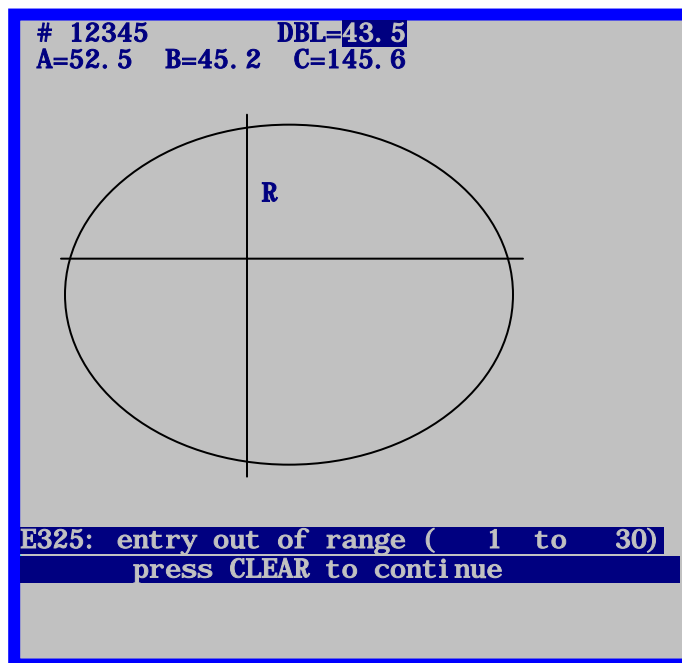 # 12345 DBL=43.5
A=52.5 B=45.2 C=145.6
R
E325: entry out of range ( 1 to 30)
press CLEAR to continue